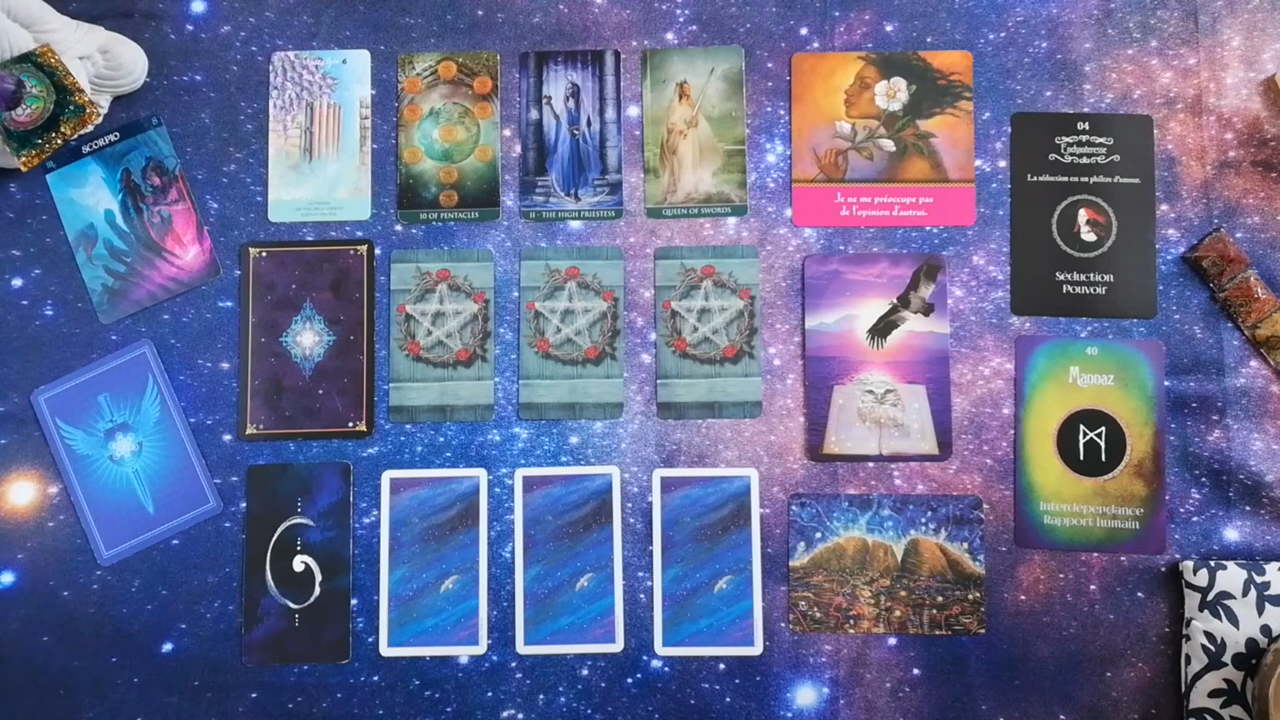 SCORPIO
10 OF PENTACLES
II - THE HIGH PRIESTESS
QUEEN OF SWORDS
Je ne me préoccupe pas
de l'opinion d'autrui.
04
Enchanteresse
La séduction est un philtre d'amour.
Séduction
Pouvoir
40
Mannaz
Interdépendance
Rapport humain